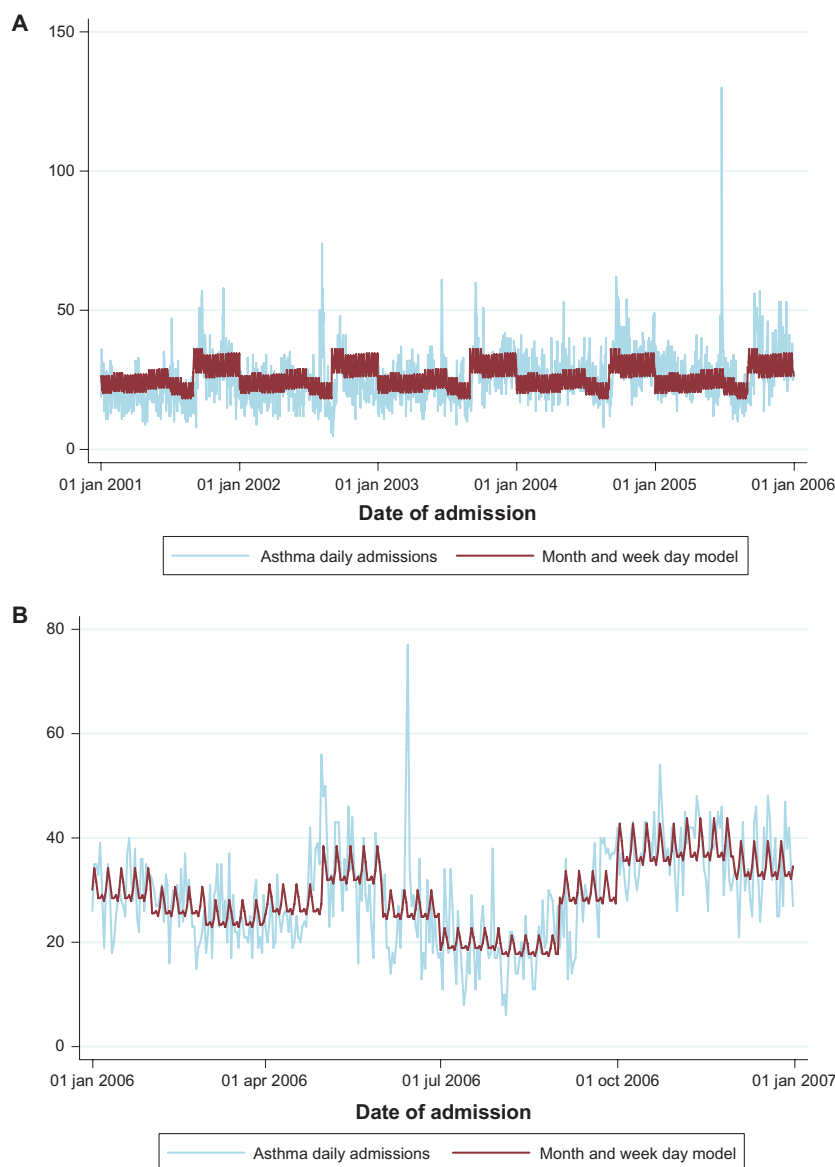 A
150
100
50
0
01 jan 2001 01 jan 2002 01 jan 2003 01 jan 2004 01 jan 2005 01 jan 2006
Date of admission
Asthma daily admissions Month and week day model
B
80
60
40
20
0
01 jan 2006 01 apr 2006 01 jul 2006 01 oct 2006 01 jan 2007
Date of admission
Asthma daily admissions Month and week day model